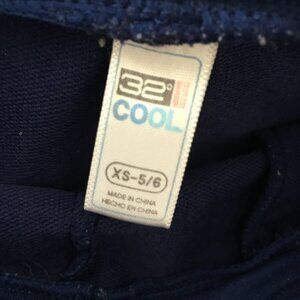 32°
COOL
XS-5/6
MADE IN CHINA
HECHO EN CHINA